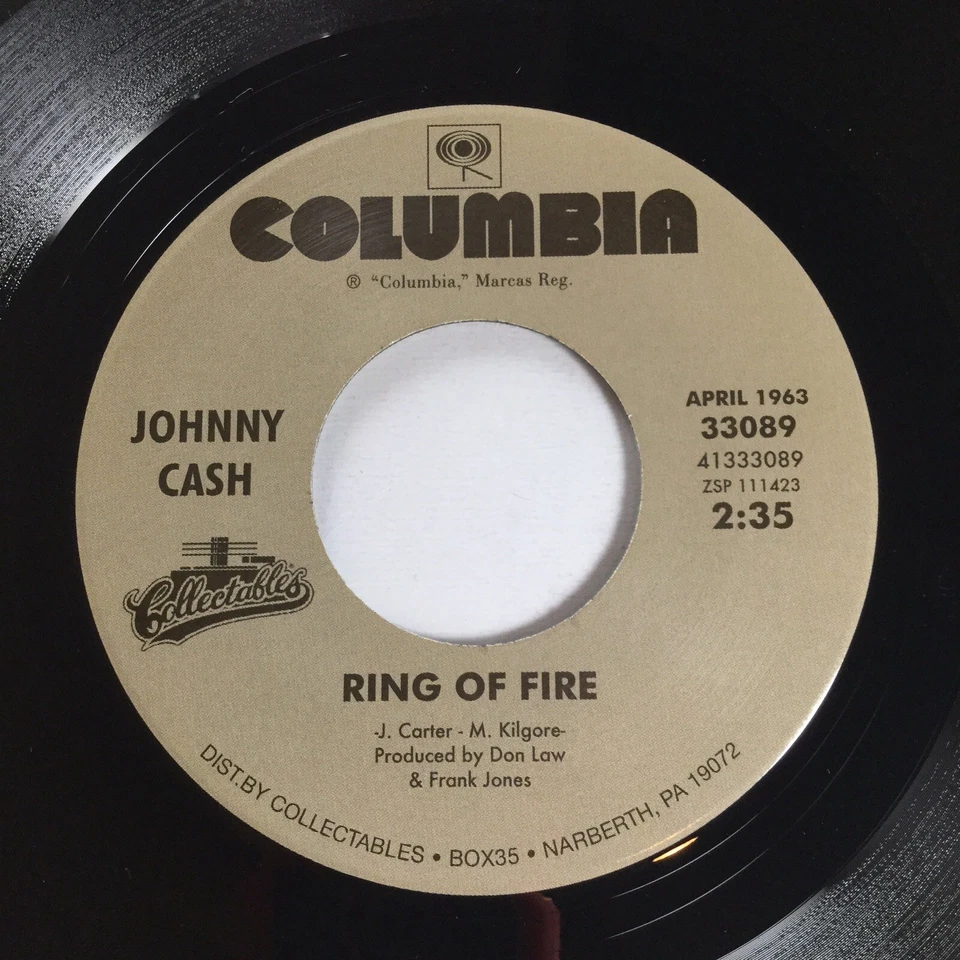 COLUMBIA
® "Columbia," Marcas Reg.
JOHNNY
CASH
APRIL 1963
33089
41333089
ZSP 111423
2:35
Collectables
RING OF FIRE
-J. Carter - M. Kilgore-
Produced by Don Law
& Frank Jones
DIST.BY COLLECTABLES • BOX35 • NARBERTH, PA 19072